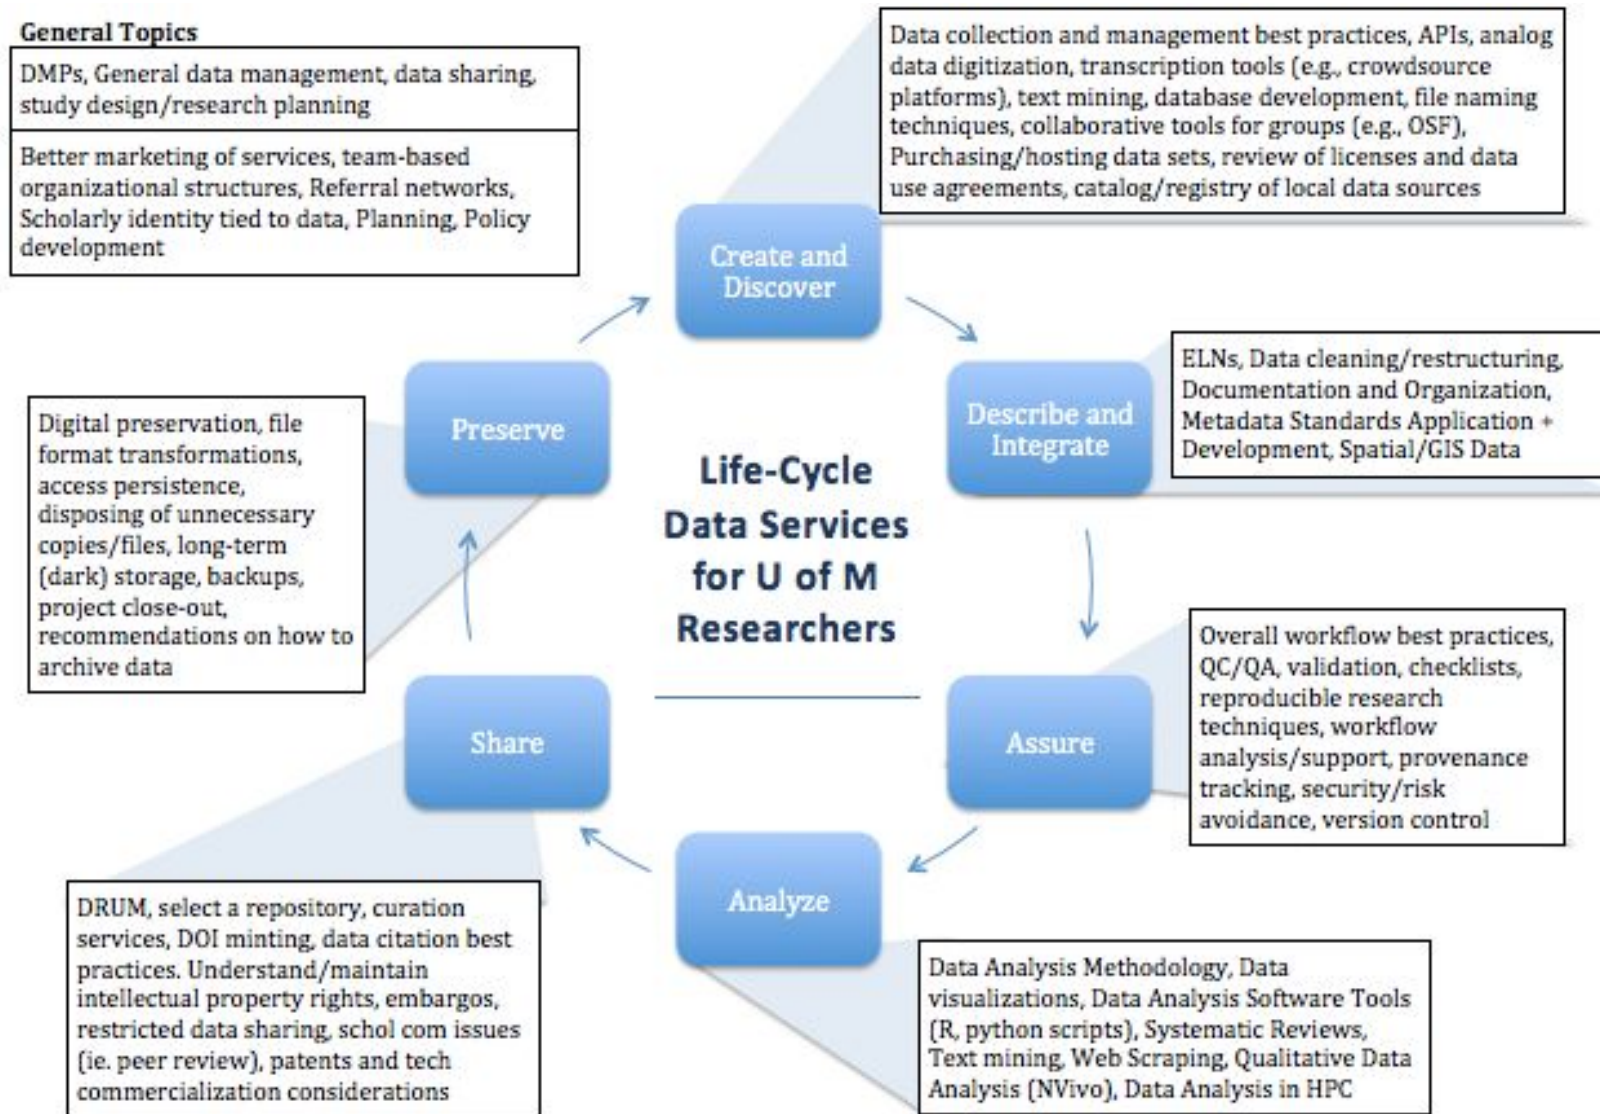 General Topics
DMPs, General data management, data sharing,
study design/research planning
Better marketing of services, team-based
organizational structures, Referral networks,
Scholarly identity tied to data, Planning, Policy
development
Data collection and management best practices, APIs, analog
data digitization, transcription tools (e.g., crowdsource
platforms), text mining, database development, file naming
techniques, collaborative tools for groups (e.g., OSF),
Purchasing/hosting data sets, review of licenses and data
use agreements, catalog/registry of local data sources
Create and
Discover
ELNs, Data cleaning/restructuring,
Documentation and Organization,
Metadata Standards Application +
Development, Spatial/GIS Data
Describe and
Integrate
Preserve
Digital preservation, file
format transformations,
access persistence,
disposing of unnecessary
copies/files, long-term
(dark) storage, backups,
project close-out,
recommendations on how to
archive data
Life-Cycle
Data Services
for U of M
Researchers
Overall workflow best practices,
QC/QA, validation, checklists,
reproducible research
techniques, workflow
analysis/support, provenance
tracking, security/risk
avoidance, version control
Assure
Share
Analyze
DRUM, select a repository, curation
services, DOI minting, data citation best
practices. Understand/maintain
intellectual property rights, embargos,
restricted data sharing, schol com issues
(ie. peer review), patents and tech
commercialization considerations
Data Analysis Methodology, Data
visualizations, Data Analysis Software Tools
(R, python scripts), Systematic Reviews,
Text mining, Web Scraping, Qualitative Data
Analysis (NVivo), Data Analysis in HPC